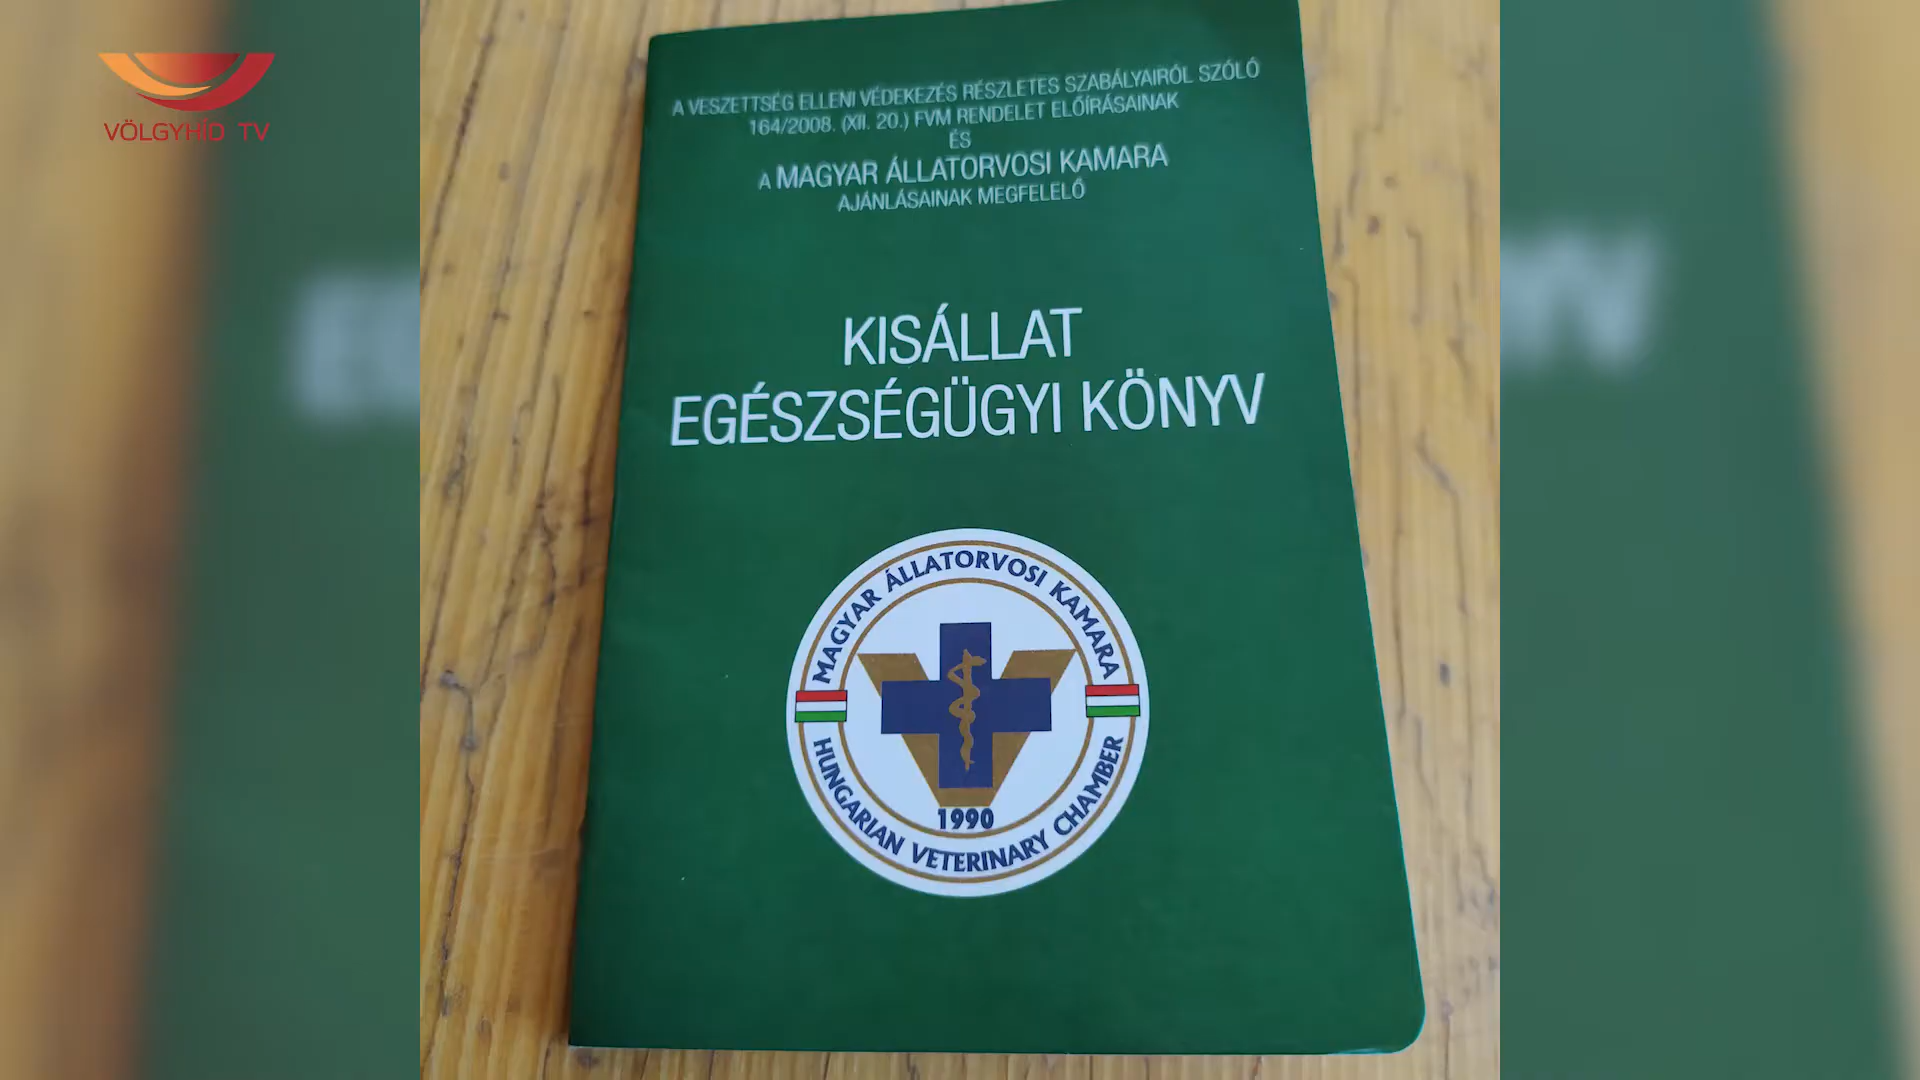 VÖLGYHÍD TV
A VESZETTSÉG ELLENI VÉDEKEZÉS RÉSZLETES SZABÁLYAIRÓL SZÓLÓ
164/2008. (XII. 20.) FVM RENDELET ELŐÍRÁSAINAK
ÉS
A MAGYAR ÁLLATORVOSI KAMARA
AJÁNLÁSAINAK MEGFELELŐ
KISÁLLAT
EGÉSZSÉGÜGYI KÖNYV
MAGYAR ÁLLATORVOSI KAMARA
1990
HUNGARIAN VETERINARY CHAMBER